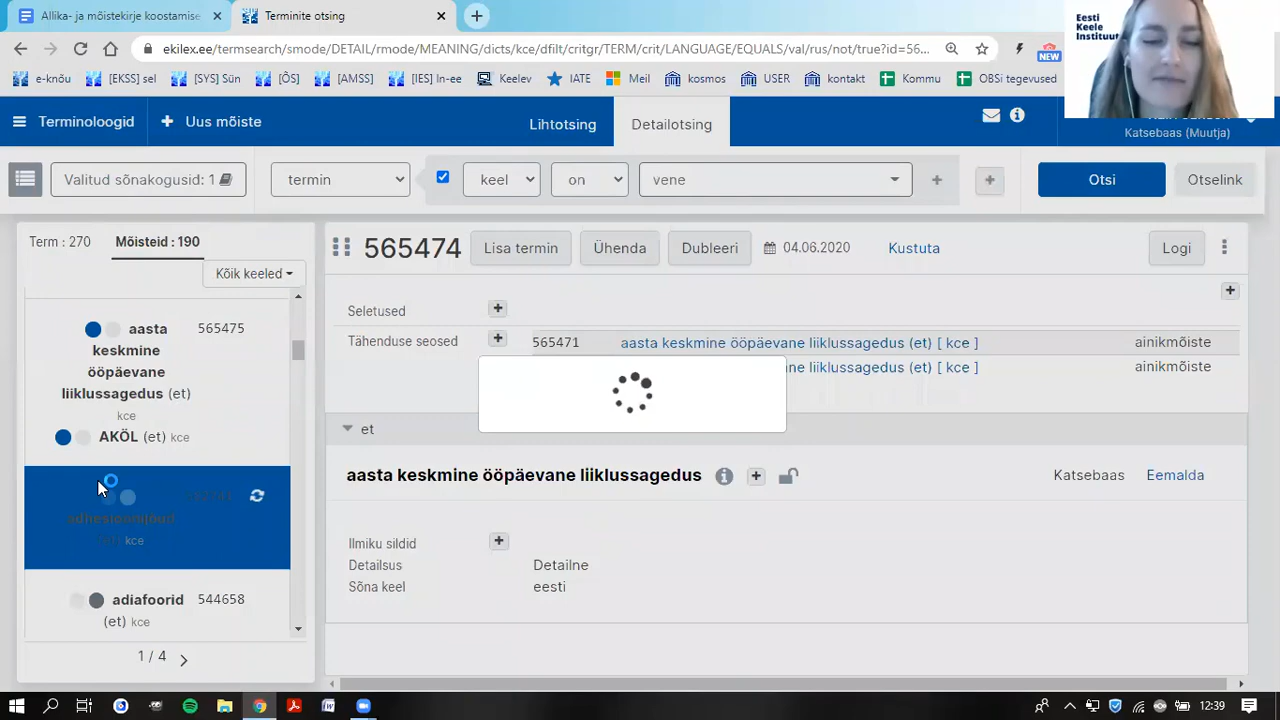 Allika- ja mõistekirje koostamise
Terminite otsing
ekilex.ee/termsearch/smode/DETAIL/rmode/MEANING/dicts/kce/dfilt/critgr/TERM/crit/LANGUAGE/EQUALS/val/rus/not/true?id=56...
e-knõu
[EKSS] sel
[SYS] Sün
[ÕS]
[AMSS]
[IES] In-ee
Keelev
IATE
Meil
kosmos
USER
kontakt
Kommu
OBSi tegevused
NEW
Eesti
Keele
Instituut
Terminoloogid
Uus mõiste
Lihtotsing
Detailotsing
Katsebaas (Muutja)
Valitud sõnakogusid: 1
termin
keel
on
vene
Otsi
Otselink
Term : 270
Mõisteid : 190
Kõik keeled
aasta 565475
keskmine
ööpäevane
liiklussagedus (et)
kce
AKÖL (et) kce
adhesioonijõud
(et) kce
adiafoorid 544658
(et) kce
1 / 4
565474
Lisa termin
Ühenda
Dubleeri
04.06.2020
Kustuta
Logi
Seletused
Tähenduse seosed
565471 aasta keskmine ööpäevane liiklussagedus (et) [ kce ] ainikmõiste
ne liiklussagedus (et) [ kce ] ainikmõiste
et
aasta keskmine ööpäevane liiklussagedus
Katsebaas
Eemalda
Ilmiku sildid
Detailsus Detailne
Sõna keel eesti
12:39